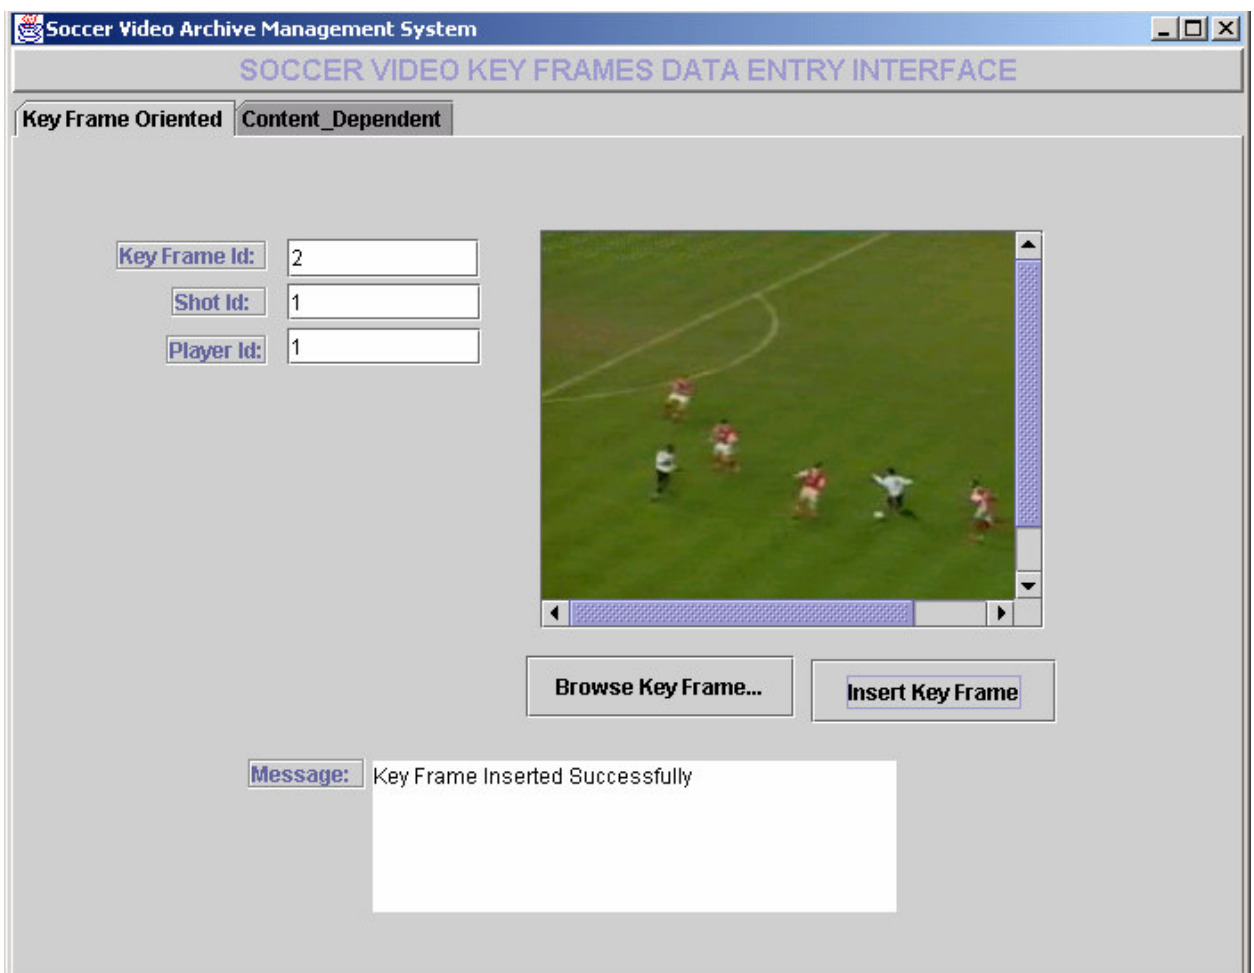 Soccer Video Archive Management System
SOCCER VIDEO KEY FRAMES DATA ENTRY INTERFACE
Key Frame Oriented Content_Dependent
Key Frame Id: 2
Shot Id: 1
Player Id: 1
Browse Key Frame... Insert Key Frame
Message: Key Frame Inserted Successfully